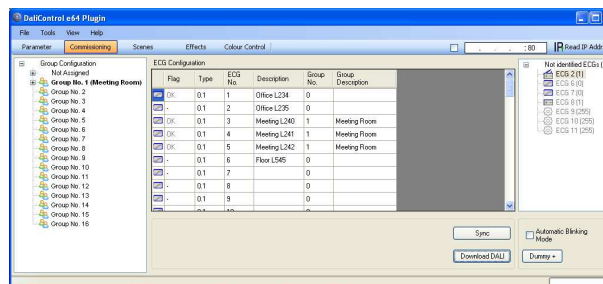 DaliControl e64 Plugin
File Tools View Help
Parameter Commissioning Scenes Effects Colour Control . . . :80 Read IP Addr
Group Configuration
Not Assigned
Group No. 1 (Meeting Room)
Group No. 2
Group No. 3
Group No. 4
Group No. 5
Group No. 6
Group No. 7
Group No. 8
Group No. 9
Group No. 10
Group No. 11
Group No. 12
Group No. 13
Group No. 14
Group No. 15
Group No. 16
ECG Configuration
Flag Type ECG No. Description Group No. Group Description
OK 0.1 1 Office L234 0
- 0.1 2 Office L235 0
OK 0.1 3 Meeting L240 1 Meeting Room
OK 0.1 4 Meeting L241 1 Meeting Room
OK 0.1 5 Meeting L242 1 Meeting Room
- 0.1 6 Floor L545 0
- 0.1 7 0
- 0.1 8 0
- 0.1 9 0
Sync
Download DALI
Not identified ECGs (
ECG 2 (1)
ECG 6 (0)
ECG 7 (0)
ECG 8 (1)
ECG 9 (255)
ECG 10 (255)
ECG 11 (255)
Automatic Blinking
Mode
Dummy +